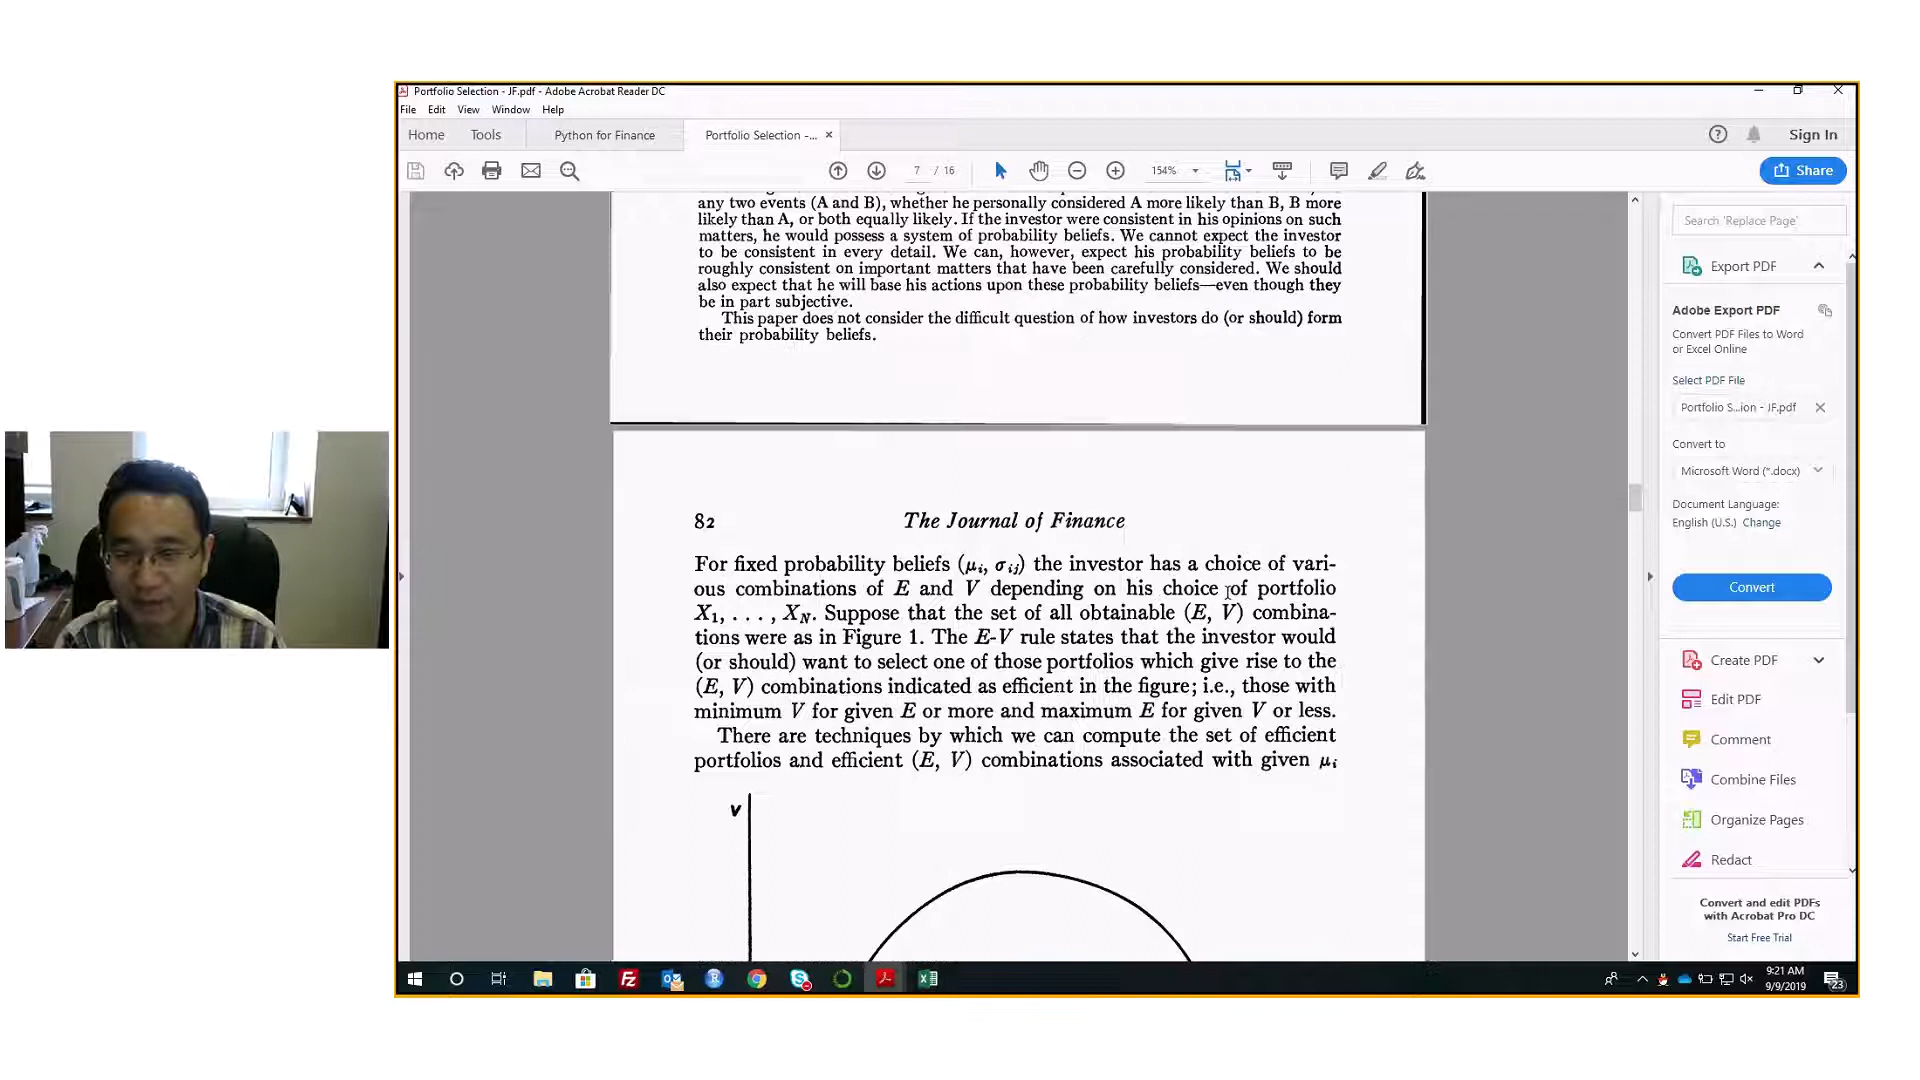 Portfolio Selection - JF.pdf - Adobe Acrobat Reader DC
File Edit View Window Help
Home Tools Python for Finance Portfolio Selection -... × Sign In
7 / 16 154% Share
any two events (A and B), whether he personally considered A more likely than B, B more
likely than A, or both equally likely. If the investor were consistent in his opinions on such
matters, he would possess a system of probability beliefs. We cannot expect the investor
to be consistent in every detail. We can, however, expect his probability beliefs to be
roughly consistent on important matters that have been carefully considered. We should
also expect that he will base his actions upon these probability beliefs—even though they
be in part subjective.
This paper does not consider the difficult question of how investors do (or should) form
their probability beliefs.
82 The Journal of Finance
For fixed probability beliefs (μi, σij) the investor has a choice of vari-
ous combinations of E and V depending on his choice of portfolio
X1, . . . , XN. Suppose that the set of all obtainable (E, V) combina-
tions were as in Figure 1. The E-V rule states that the investor would
(or should) want to select one of those portfolios which give rise to the
(E, V) combinations indicated as efficient in the figure; i.e., those with
minimum V for given E or more and maximum E for given V or less.
There are techniques by which we can compute the set of efficient
portfolios and efficient (E, V) combinations associated with given μi
V
Search 'Replace Page'
Export PDF
Adobe Export PDF
Convert PDF Files to Word
or Excel Online
Select PDF File
Portfolio S...ion - JF.pdf
Convert to
Microsoft Word (*.docx)
Document Language:
English (U.S.) Change
Convert
Create PDF
Edit PDF
Comment
Combine Files
Organize Pages
Redact
Convert and edit PDFs
with Acrobat Pro DC
Start Free Trial
9:21 AM
9/9/2019
23